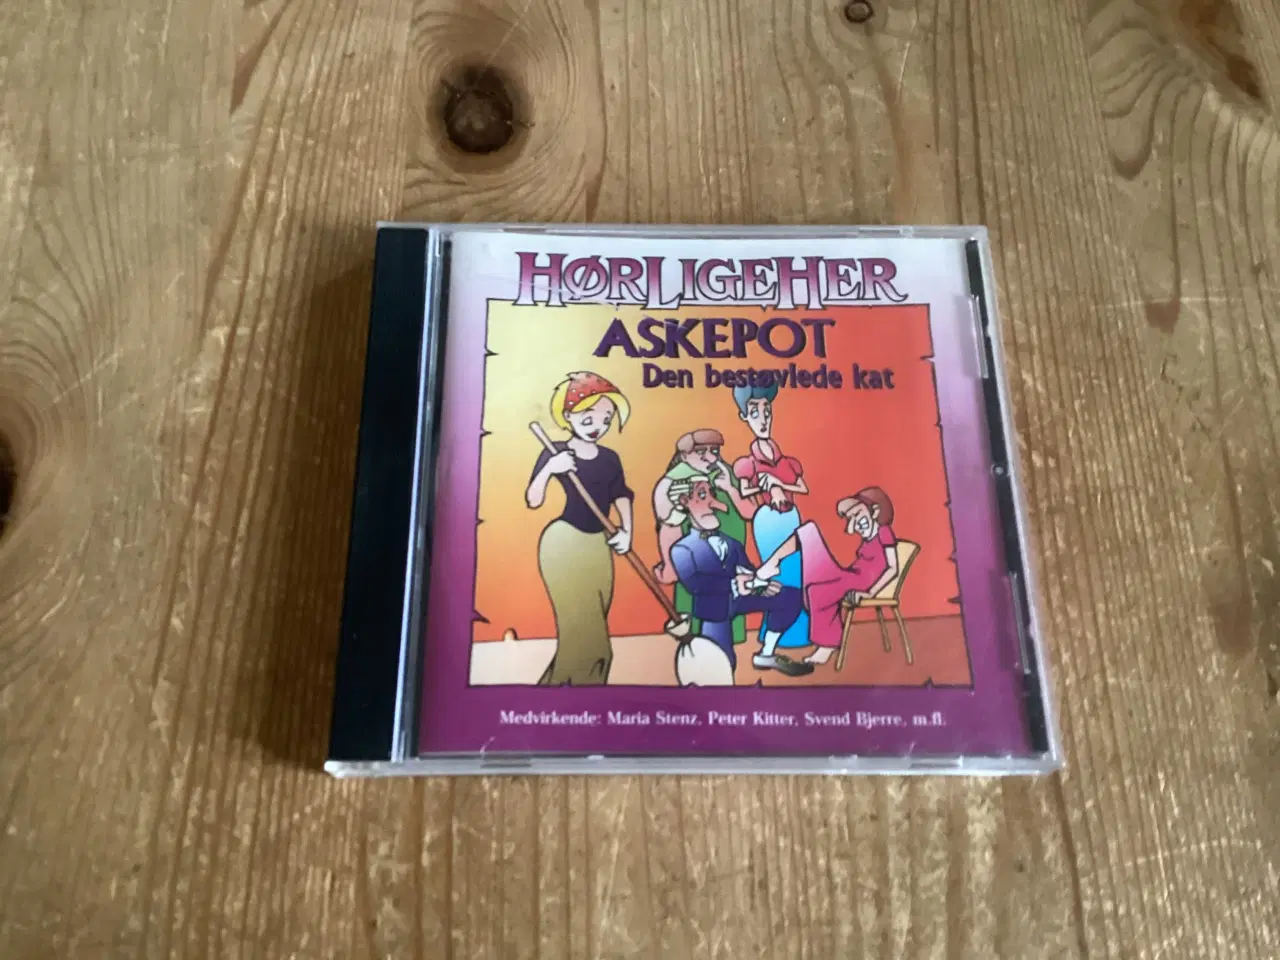 HØRLIGEHER
ASKEPOT
Den bestøvlede kat
Medvirkende: Maria Stenz, Peter Kitter, Svend Bjerre, m.fl.